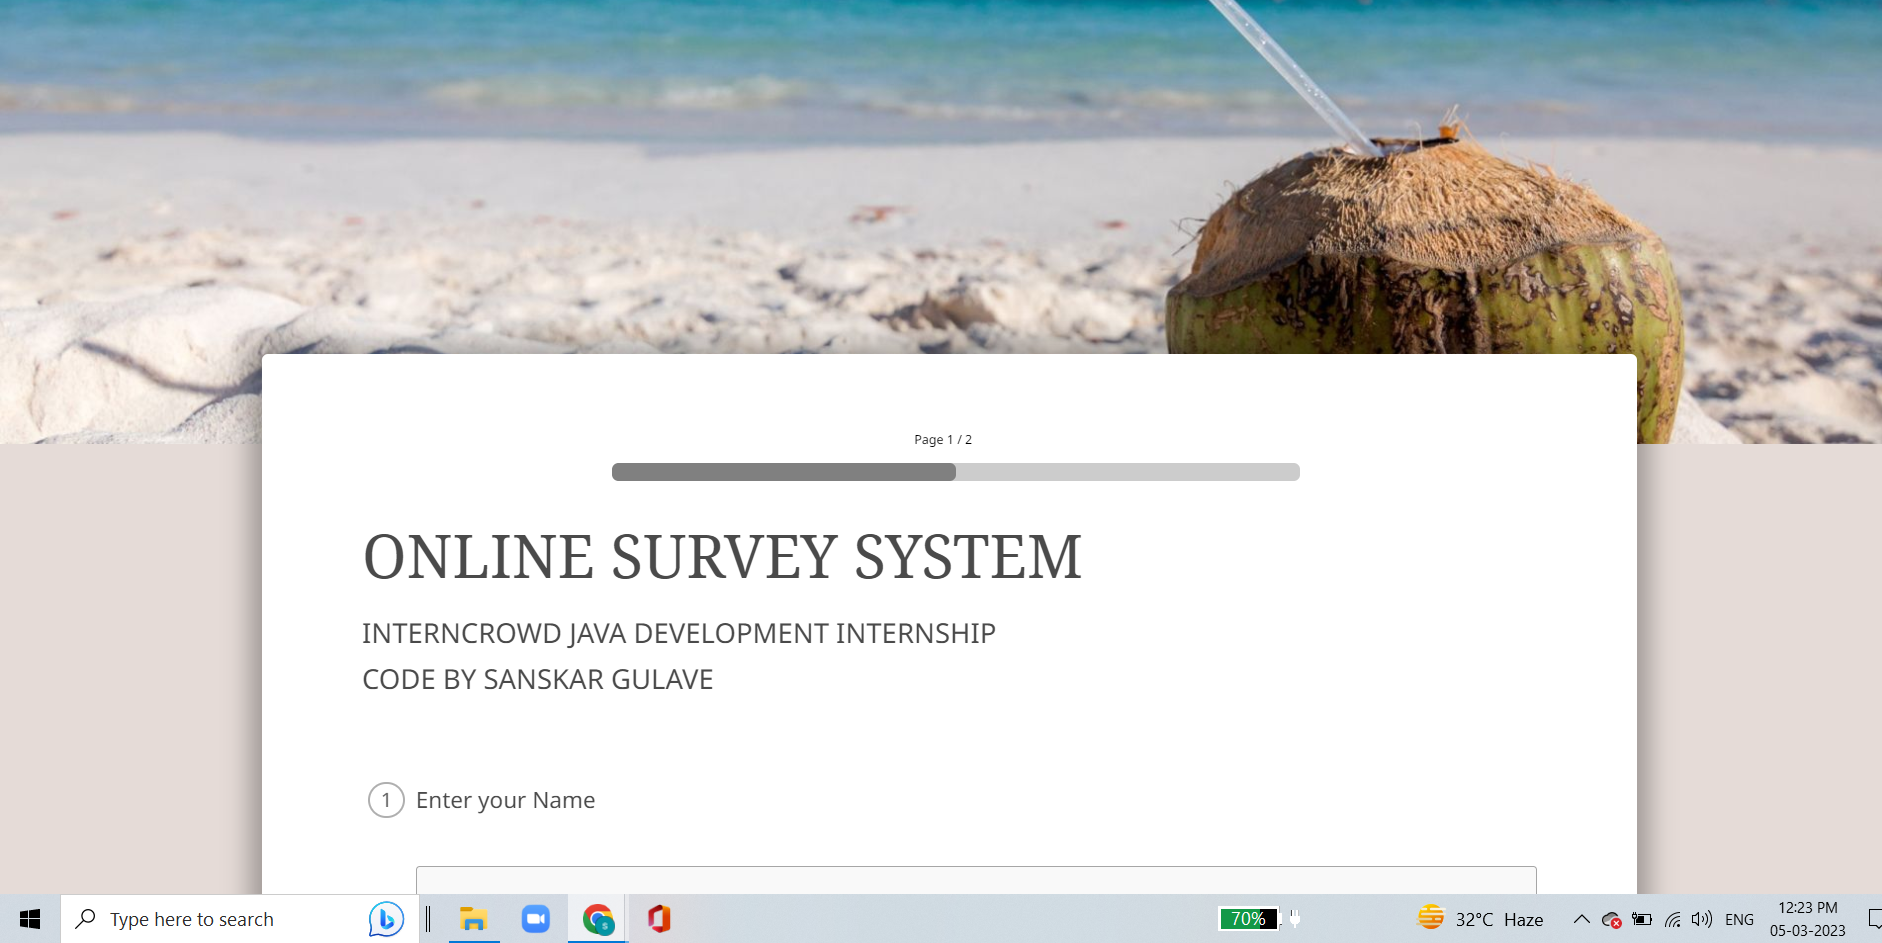 Page 1 / 2
ONLINE SURVEY SYSTEM
INTERNCROWD JAVA DEVELOPMENT INTERNSHIP
CODE BY SANSKAR GULAVE
1 Enter your Name
Type here to search
70%
32°C Haze
ENG
12:23 PM
05-03-2023